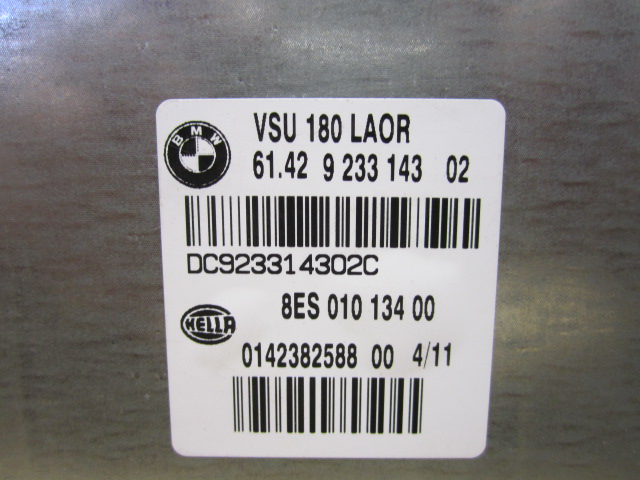 BMW
VSU 180 LAOR
61.42 9 233 143 02
DC923314302C
HELLA
8ES 010 134 00
0142382588 00 4/11